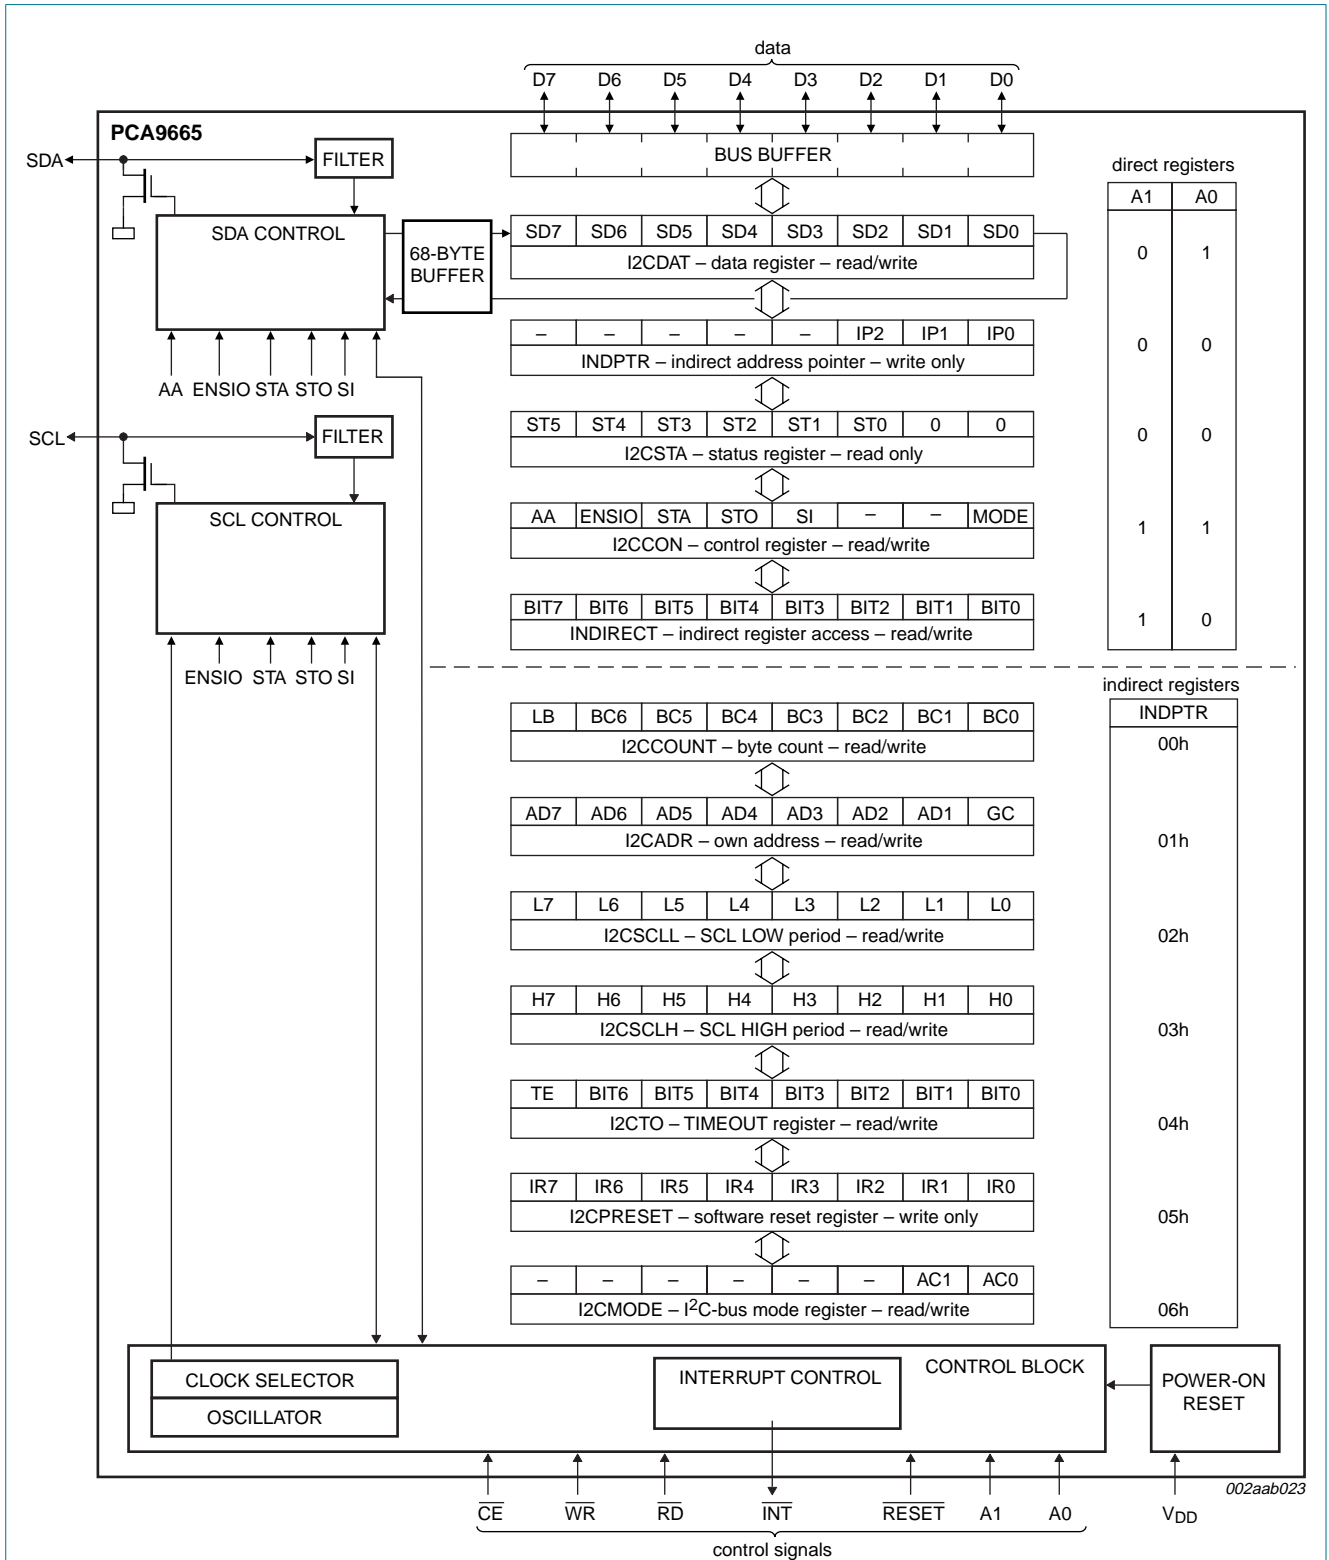 data
D7 D6 D5 D4 D3 D2 D1 D0
PCA9665
SDA
FILTER
BUS BUFFER
direct registers
A1 A0
SDA CONTROL
68-BYTE
BUFFER
SD7 SD6 SD5 SD4 SD3 SD2 SD1 SD0
I2CDAT – data register – read/write
0 1
– – – – – IP2 IP1 IP0
INDPTR – indirect address pointer – write only
0 0
AA ENSIO STA STO SI
SCL
FILTER
ST5 ST4 ST3 ST2 ST1 ST0 0 0
I2CSTA – status register – read only
0 0
SCL CONTROL
AA ENSIO STA STO SI – – MODE
I2CCON – control register – read/write
1 1
BIT7 BIT6 BIT5 BIT4 BIT3 BIT2 BIT1 BIT0
INDIRECT – indirect register access – read/write
1 0
ENSIO STA STO SI
indirect registers
INDPTR
LB BC6 BC5 BC4 BC3 BC2 BC1 BC0
I2CCOUNT – byte count – read/write
00h
AD7 AD6 AD5 AD4 AD3 AD2 AD1 GC
I2CADR – own address – read/write
01h
L7 L6 L5 L4 L3 L2 L1 L0
I2CSCLL – SCL LOW period – read/write
02h
H7 H6 H5 H4 H3 H2 H1 H0
I2CSCLH – SCL HIGH period – read/write
03h
TE BIT6 BIT5 BIT4 BIT3 BIT2 BIT1 BIT0
I2CTO – TIMEOUT register – read/write
04h
IR7 IR6 IR5 IR4 IR3 IR2 IR1 IR0
I2CPRESET – software reset register – write only
05h
– – – – – – AC1 AC0
I2CMODE – I²C-bus mode register – read/write
06h
CLOCK SELECTOR
OSCILLATOR
INTERRUPT CONTROL
CONTROL BLOCK
POWER-ON
RESET
002aab023
C̅E̅ W̅R̅ R̅D̅ I̅N̅T̅ R̅E̅S̅E̅T̅ A1 A0 VDD
control signals